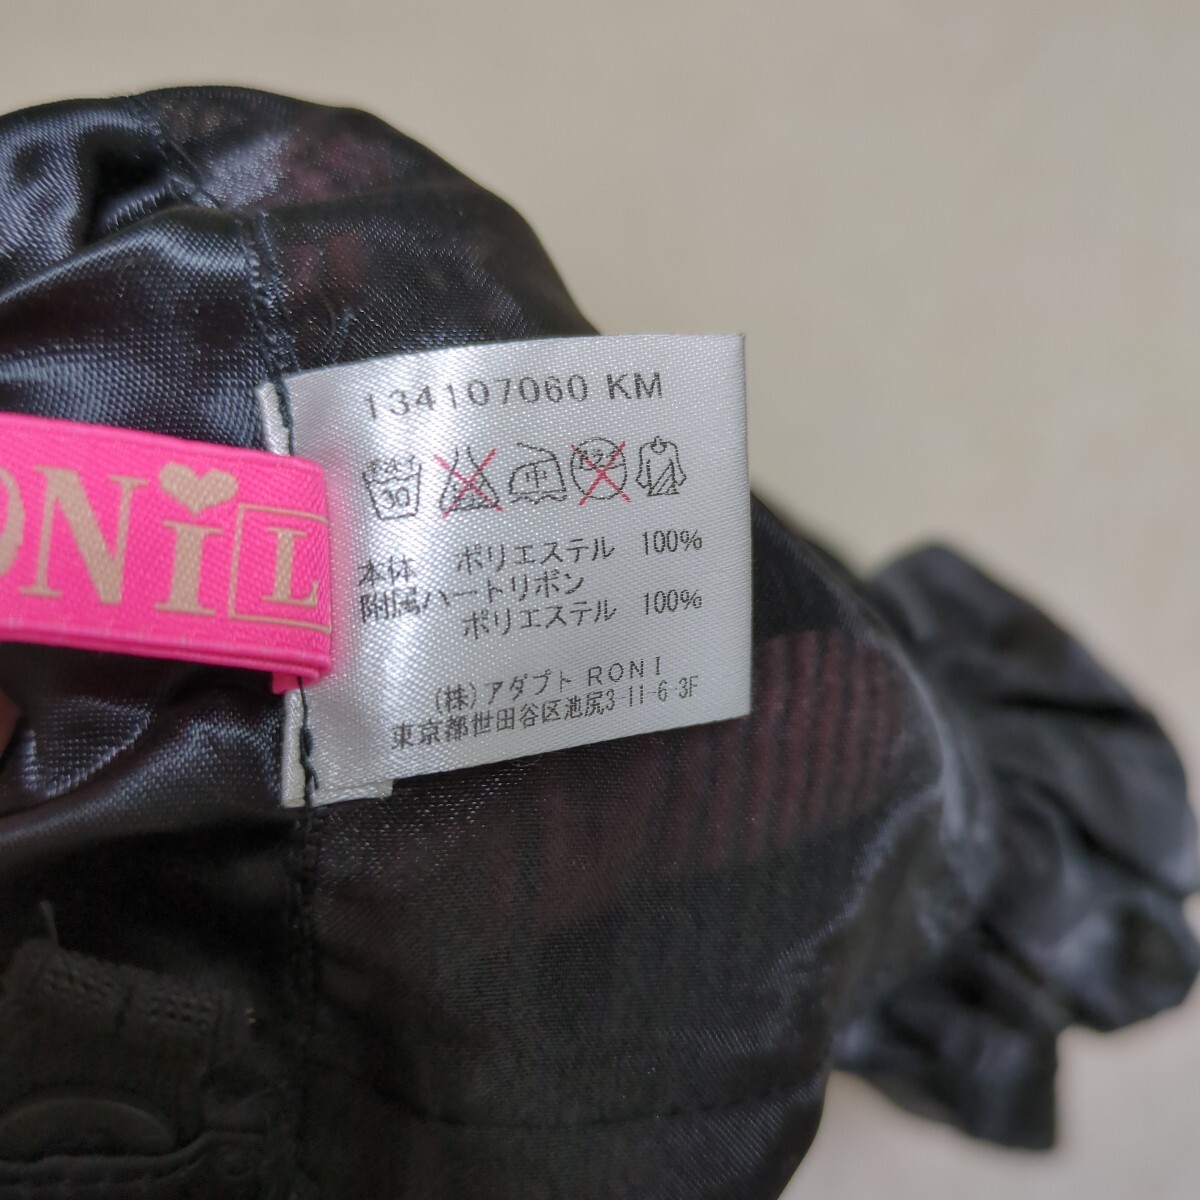 ONi L
134107060 KM
30 中
本体 ポリエステル 100%
附属ハートリボン
ポリエステル 100%
(株)アダプト RONI
東京都世田谷区池尻3-11-6-3F